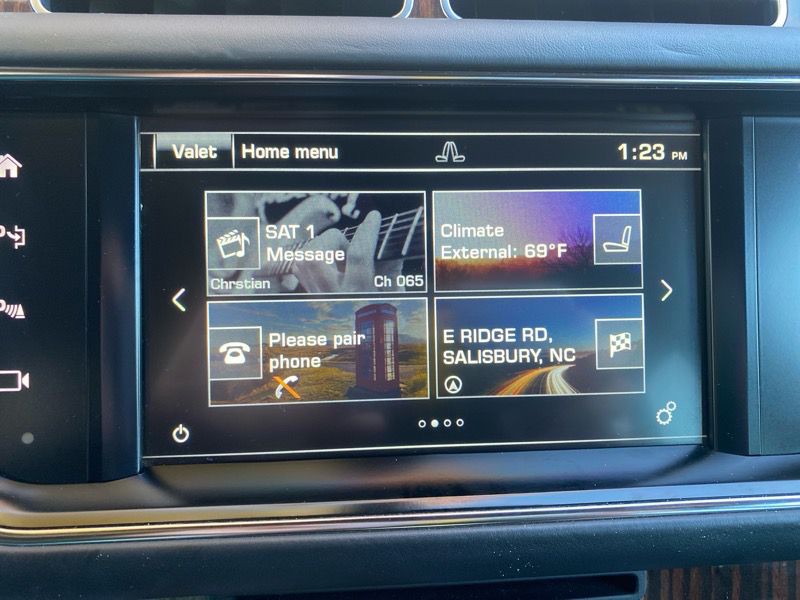 Valet
Home menu
1:23 PM
SAT 1
Message
Chrstian
Ch 065
Climate
External: 69°F
Please pair
phone
E RIDGE RD,
SALISBURY, NC
P
P